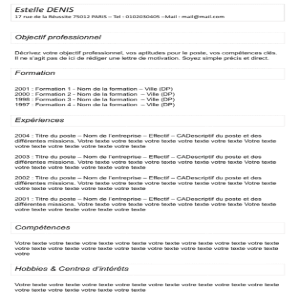 Estelle DENIS
17 rue de la Réussite 75012 PARIS – Tel : 0102030405 –Mail : mail@mail.com
Objectif professionnel
Décrivez votre objectif professionnel, vos aptitudes pour le poste, vos compétences clés.
Il ne s'agit pas de ici de rédiger une lettre de motivation. Soyez simple précis et direct.
Formation
2001 : Formation 1 - Nom de la formation – Ville (DP)
2000 : Formation 2 - Nom de la formation – Ville (DP)
1998 : Formation 3 - Nom de la formation – Ville (DP)
1997 : Formation 4 - Nom de la formation – Ville (DP)
Expériences
2004 : Titre du poste – Nom de l'entreprise – Effectif – CADescriptif du poste et des
différentes missions. Votre texte votre texte votre texte votre texte votre texte Votre texte
votre texte votre texte votre texte votre texte
2003 : Titre du poste – Nom de l'entreprise – Effectif – CADescriptif du poste et des
différentes missions. Votre texte votre texte votre texte votre texte votre texte Votre texte
votre texte votre texte votre texte votre texte
2002 : Titre du poste – Nom de l'entreprise – Effectif – CADescriptif du poste et des
différentes missions. Votre texte votre texte votre texte votre texte votre texte Votre texte
votre texte votre texte votre texte votre texte
2001 : Titre du poste – Nom de l'entreprise – Effectif – CADescriptif du poste et des
différentes missions. Votre texte votre texte votre texte votre texte votre texte Votre texte
votre texte votre texte votre texte votre texte
Compétences
Votre texte votre texte votre texte votre texte votre texte votre texte votre texte votre texte
votre texte votre texte votre texte votre texte votre texte votre texte votre texte votre texte
votre
Hobbies & Centres d'intérêts
Votre texte votre texte votre texte votre texte votre texte votre texte votre texte votre
texte votre texte votre texte votre texte votre texte